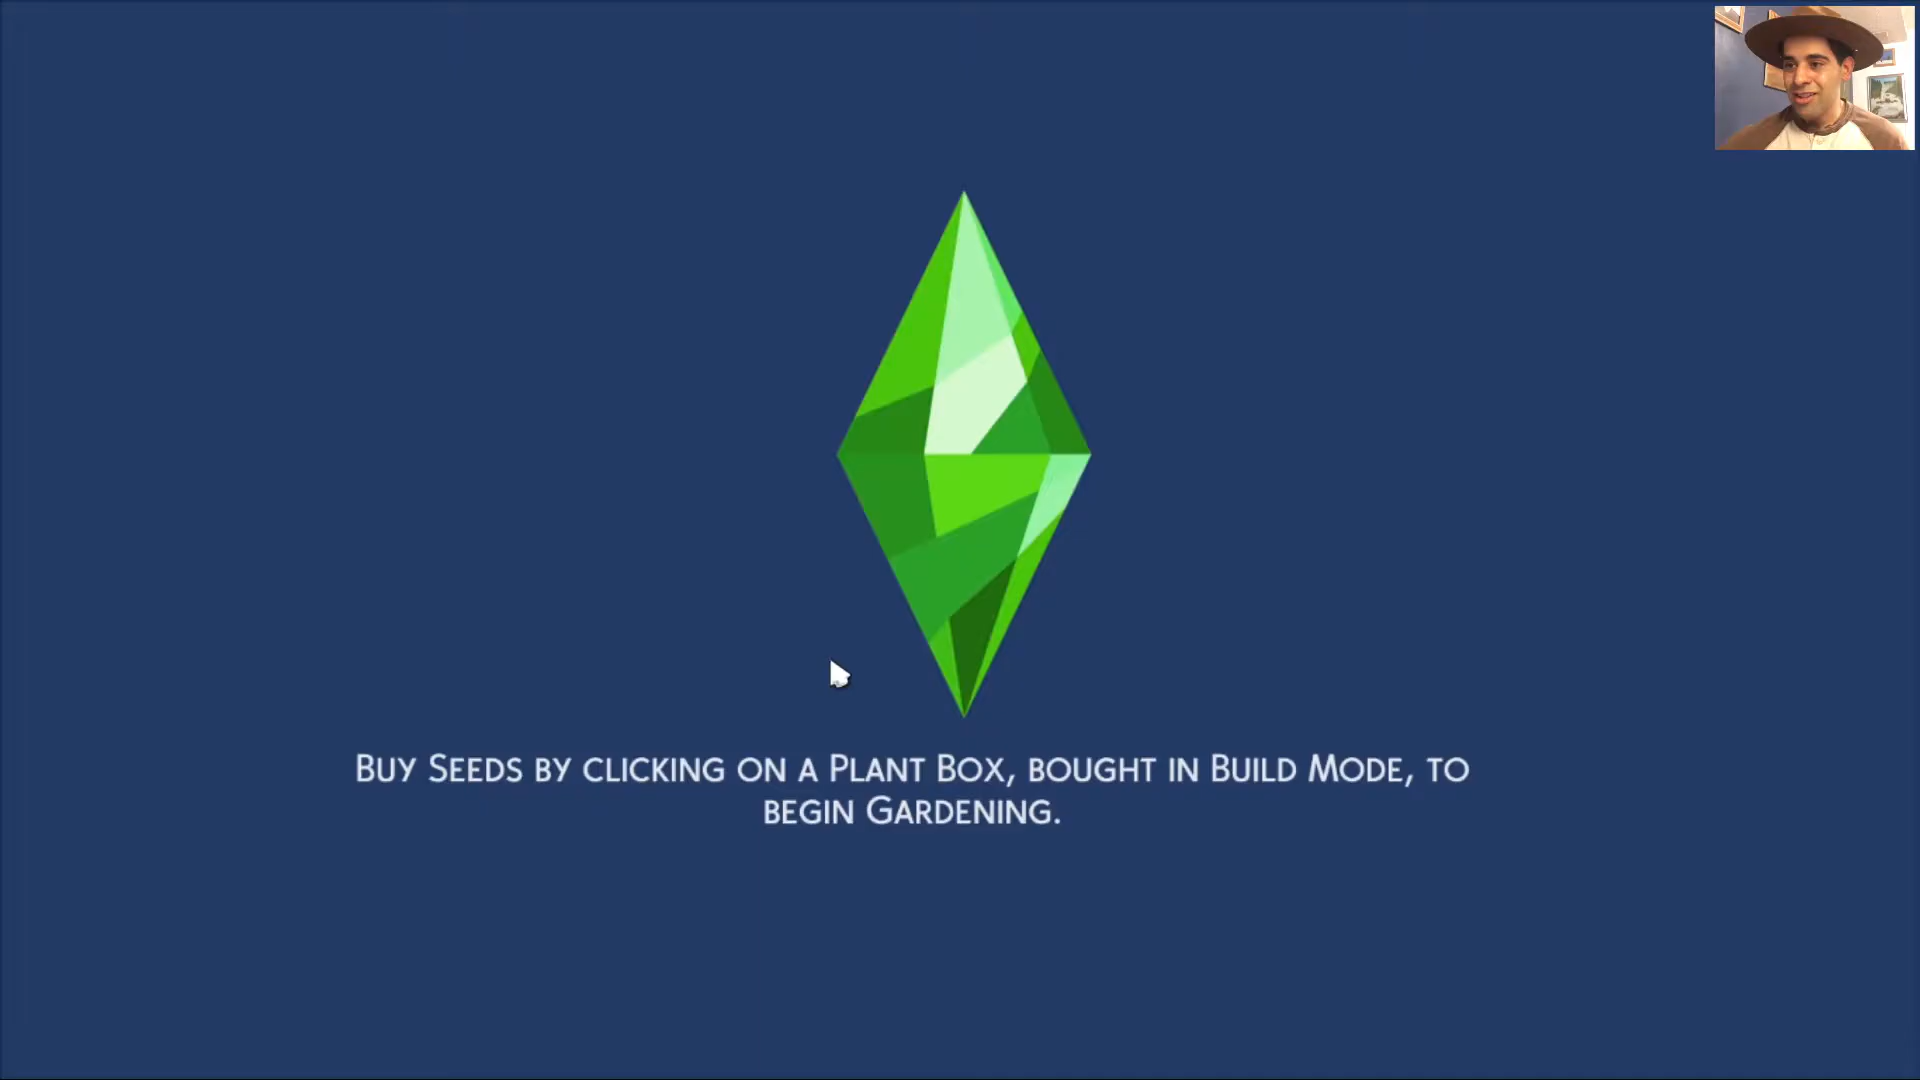 Buy Seeds by clicking on a Plant Box, bought in Build Mode, to
begin Gardening.